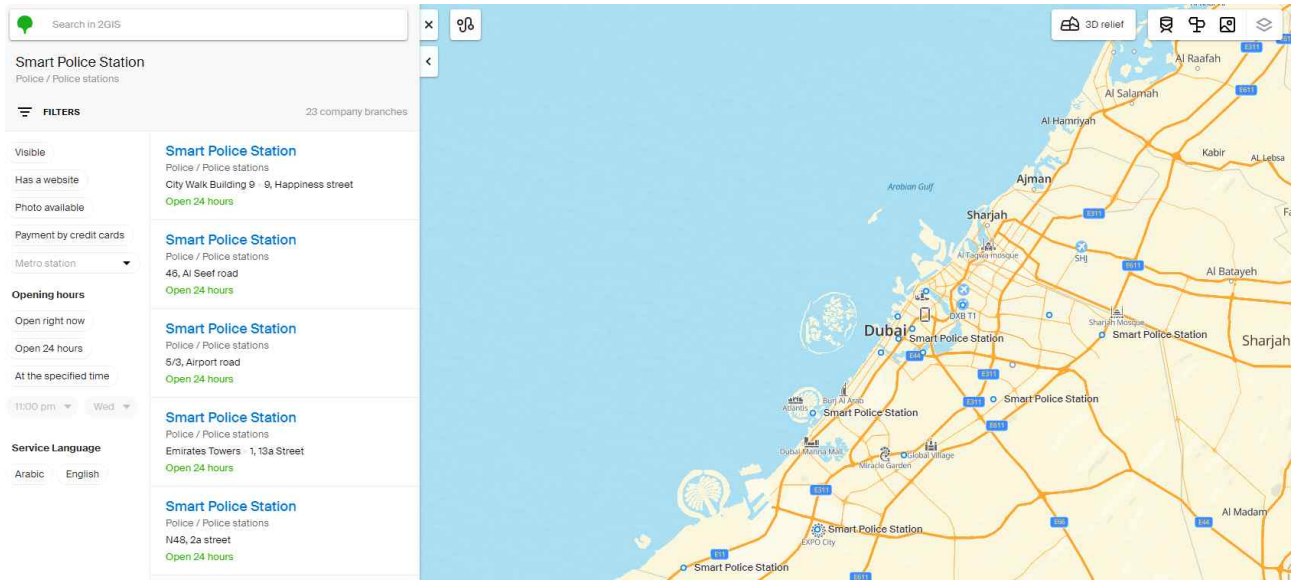 Search in 2GIS
Smart Police Station
Police / Police stations
FILTERS
23 company branches
Visible
Has a website
Photo available
Payment by credit cards
Metro station
Opening hours
Open right now
Open 24 hours
At the specified time
11:00 pm
Wed
Service Language
Arabic
English
Smart Police Station
Police / Police stations
City Walk Building 9 9, Happiness street
Open 24 hours
Smart Police Station
Police / Police stations
46, Al Seef road
Open 24 hours
Smart Police Station
Police / Police stations
5/3, Airport road
Open 24 hours
Smart Police Station
Police / Police stations
Emirates Towers 1, 13a Street
Open 24 hours
Smart Police Station
Police / Police stations
N48, 2a street
Open 24 hours
3D relief
Al Raafah
E611
Al Salamah
Al Hamriyah
Kabir
AL Lebsa
Ajman
Arabian Gulf
Sharjah
E311
Al Taqwa mosque
SHJ
E611
Al Batayeh
DXB T1
Sharjah Mosque
Dubai
Smart Police Station
Smart Police Station
Sharjah
E44
E311
Burj Al Arab
Atlantis
Smart Police Station
E311
Smart Police Station
E611
Dubai Marina Mall
Global Village
Miracle Garden
E311
Al Madam
Smart Police Station
E66
E44
EXPO City
E11
Smart Police Station
E611